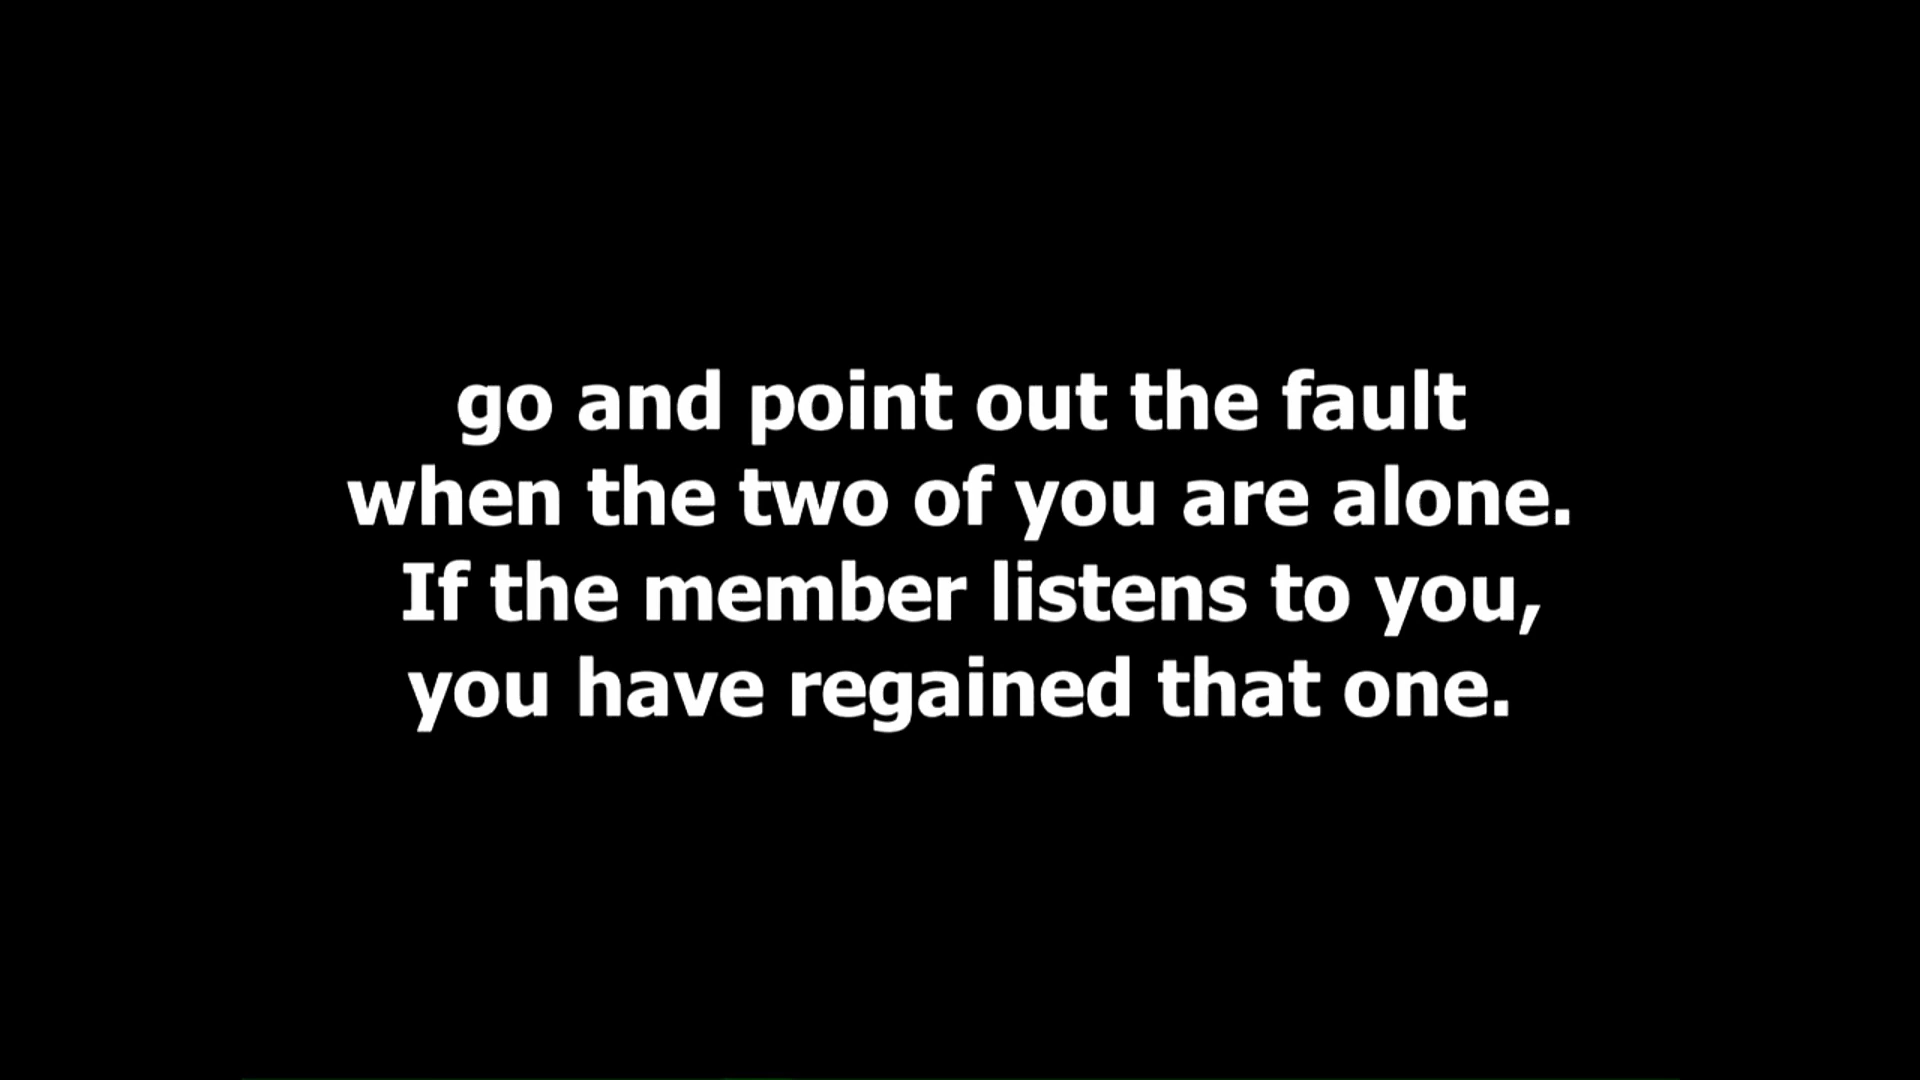 go and point out the fault
when the two of you are alone.
If the member listens to you,
you have regained that one.